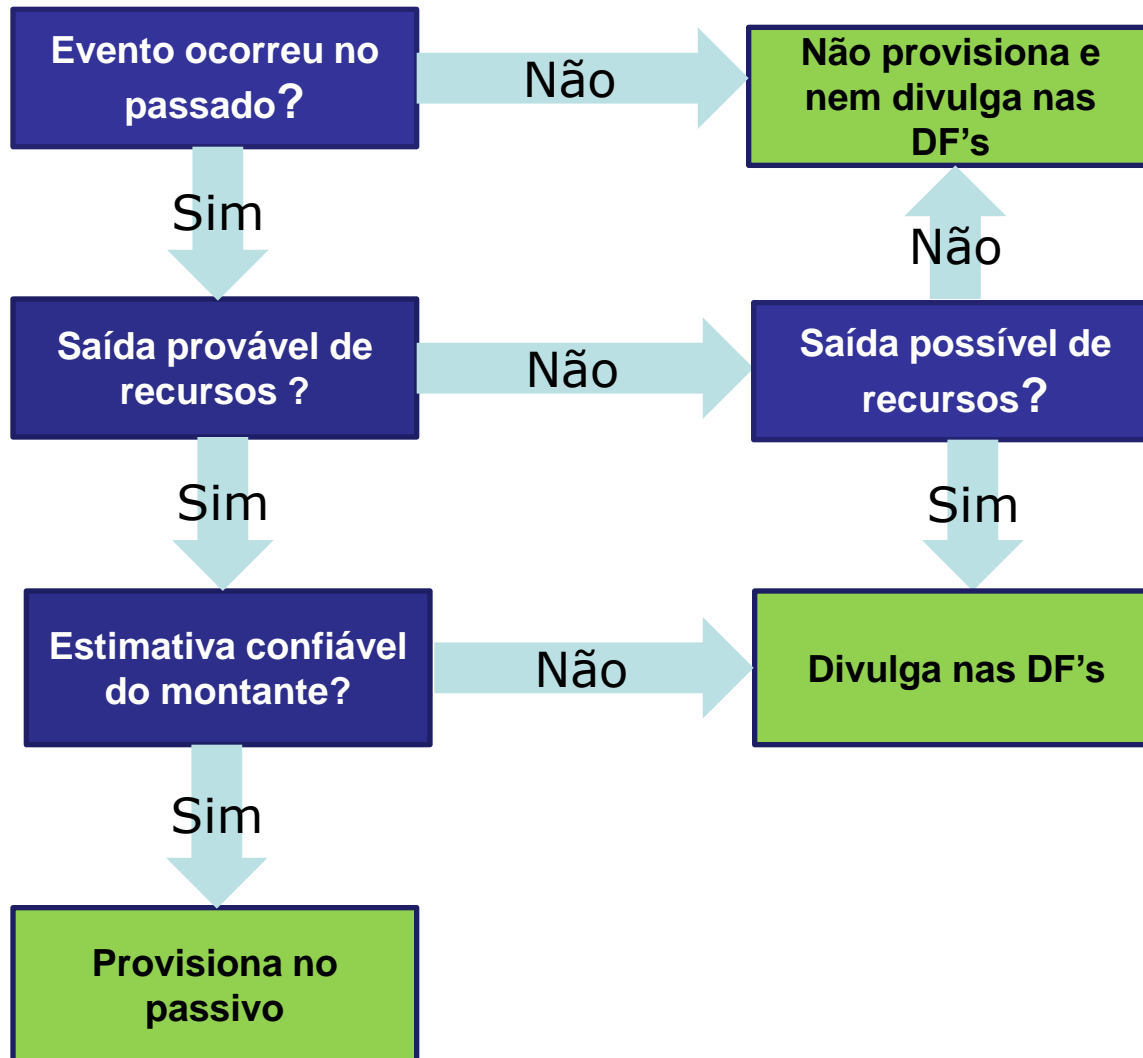 Evento ocorreu no
passado?
Não
Não provisiona e
nem divulga nas
DF's
Sim
Não
Saída provável de
recursos ?
Não
Saída possível de
recursos?
Sim
Sim
Estimativa confiável
do montante?
Não
Divulga nas DF's
Sim
Provisiona no
passivo